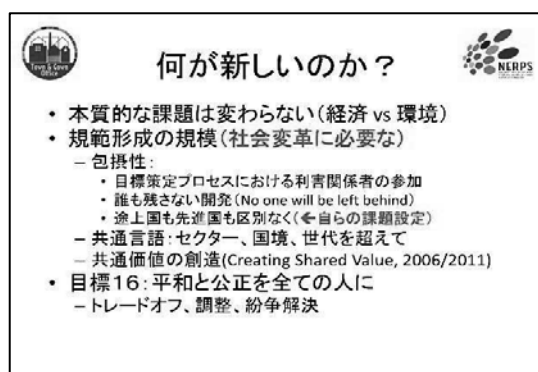 Town & Gown
Office
NERPS
何が新しいのか？
• 本質的な課題は変わらない（経済 vs 環境）
• 規範形成の規模（社会変革に必要な）
– 包摂性：
• 目標策定プロセスにおける利害関係者の参加
• 誰も残さない開発（No one will be left behind）
• 途上国も先進国も区別なく（←自らの課題設定）
– 共通言語：セクター、国境、世代を超えて
– 共通価値の創造(Creating Shared Value, 2006/2011)
• 目標１６：平和と公正を全ての人に
– トレードオフ、調整、紛争解決